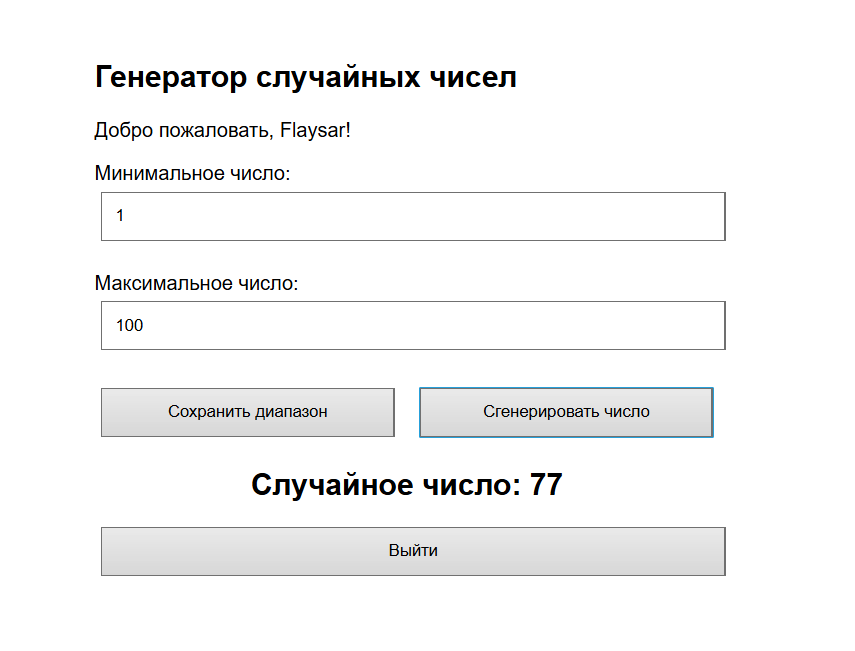 Генератор случайных чисел
Добро пожаловать, Flaysar!
Минимальное число:
1
Максимальное число:
100
Сохранить диапазон
Сгенерировать число
Случайное число: 77
Выйти